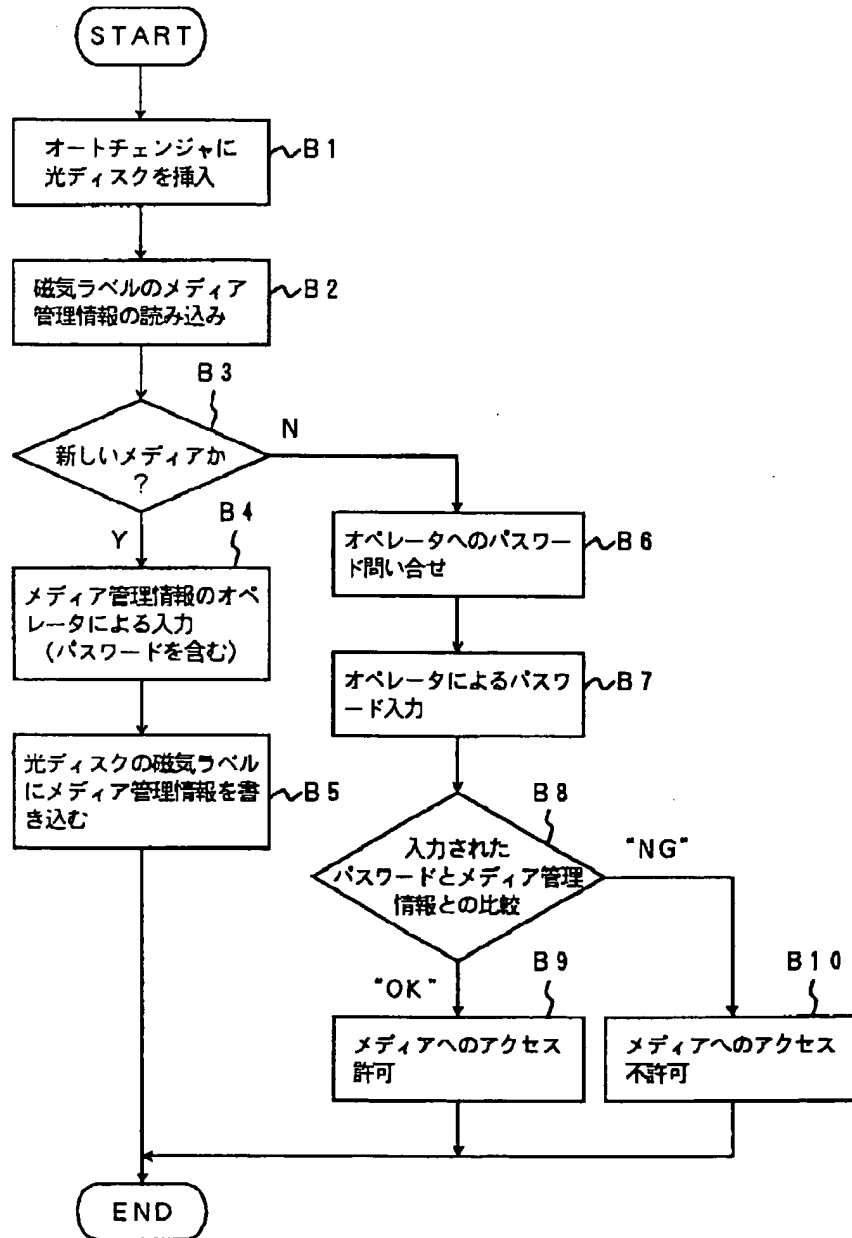 START
オートチェンジャに
光ディスクを挿入
B1
磁気ラベルのメディア
管理情報の読み込み
B2
B3
新しいメディアか
?
N
Y
B4
メディア管理情報のオペ
レータによる入力
(パスワードを含む)
光ディスクの磁気ラベル
にメディア管理情報を書
き込む
B5
オペレータへのパスワー
ド問い合せ
B6
オペレータによるパスワ
ード入力
B7
B8
入力された
パスワードとメディア管理
情報との比較
"NG"
"OK"
B9
メディアへのアクセス
許可
B10
メディアへのアクセス
不許可
END